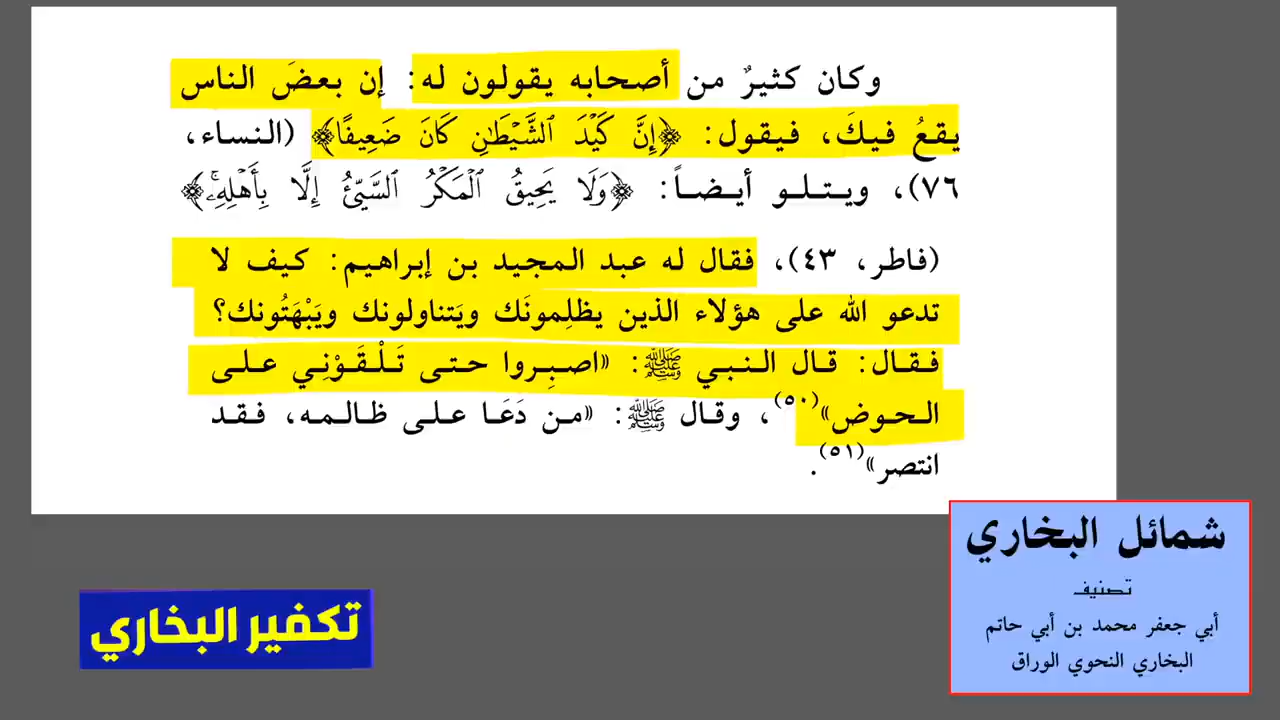 وكان كثيرٌ من أصحابه يقولون له: إن بعضَ الناس
يقعُ فيكَ، فيقول: ﴿إِنَّ كَيْدَ ٱلشَّيْطَٰنِ كَانَ ضَعِيفًا﴾ (النساء،
٧٦)، ويتلو أيضاً: ﴿وَلَا يَحِيقُ ٱلْمَكْرُ ٱلسَّيِّئُ إِلَّا بِأَهْلِهِۦۚ﴾
(فاطر، ٤٣)، فقال له عبد المجيد بن إبراهيم: كيف لا
تدعو الله على هؤلاء الذين يظلِمونَك ويَتناولونك ويَبْهَتُونك؟
فقال: قال النبي ﷺ: «اصبِروا حتى تَلْقَوْنِي على
الحوض»(٥٠)، وقال ﷺ: «من دَعَا على ظالمه، فقد
انتصر»(٥١).
شمائل البخاري
تصنيف
أبي جعفر محمد بن أبي حاتم
البخاري النحوي الوراق
تكفير البخاري